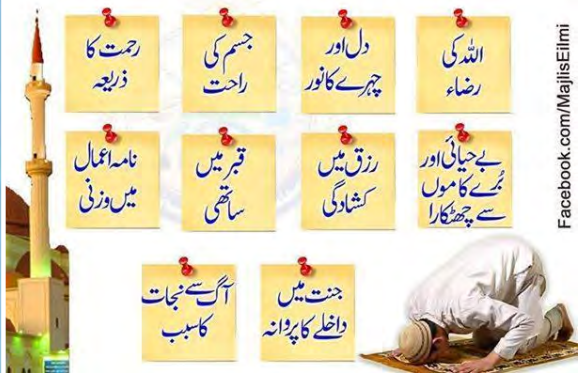 اللہ کی
رضاء
دل اور
چہرے کا نور
جسم کی
راحت
رحمت کا
ذریعہ
بے حیائی اور
بُرے کاموں
سے چھٹکارا
رزق میں
کشادگی
قبر میں
ساتھی
نامہ اعمال
میں وزنی
جنت میں
داخلے کا پروانہ
آگ سے نجات
کا سبب
Facebook.com/MajlisEilmi